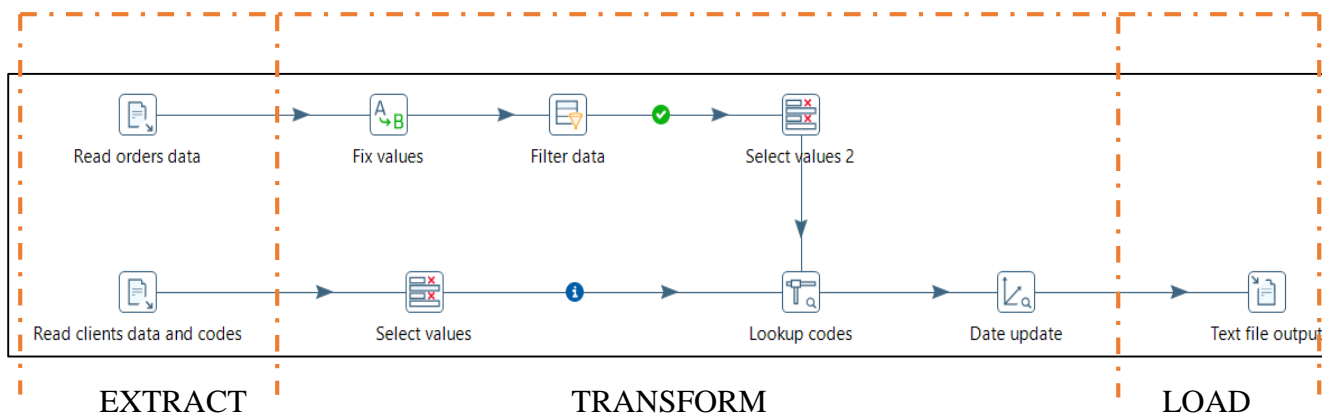 A
B
Read orders data
Fix values
Filter data
Select values 2
i
Read clients data and codes
Select values
Lookup codes
Date update
Text file output
EXTRACT
TRANSFORM
LOAD